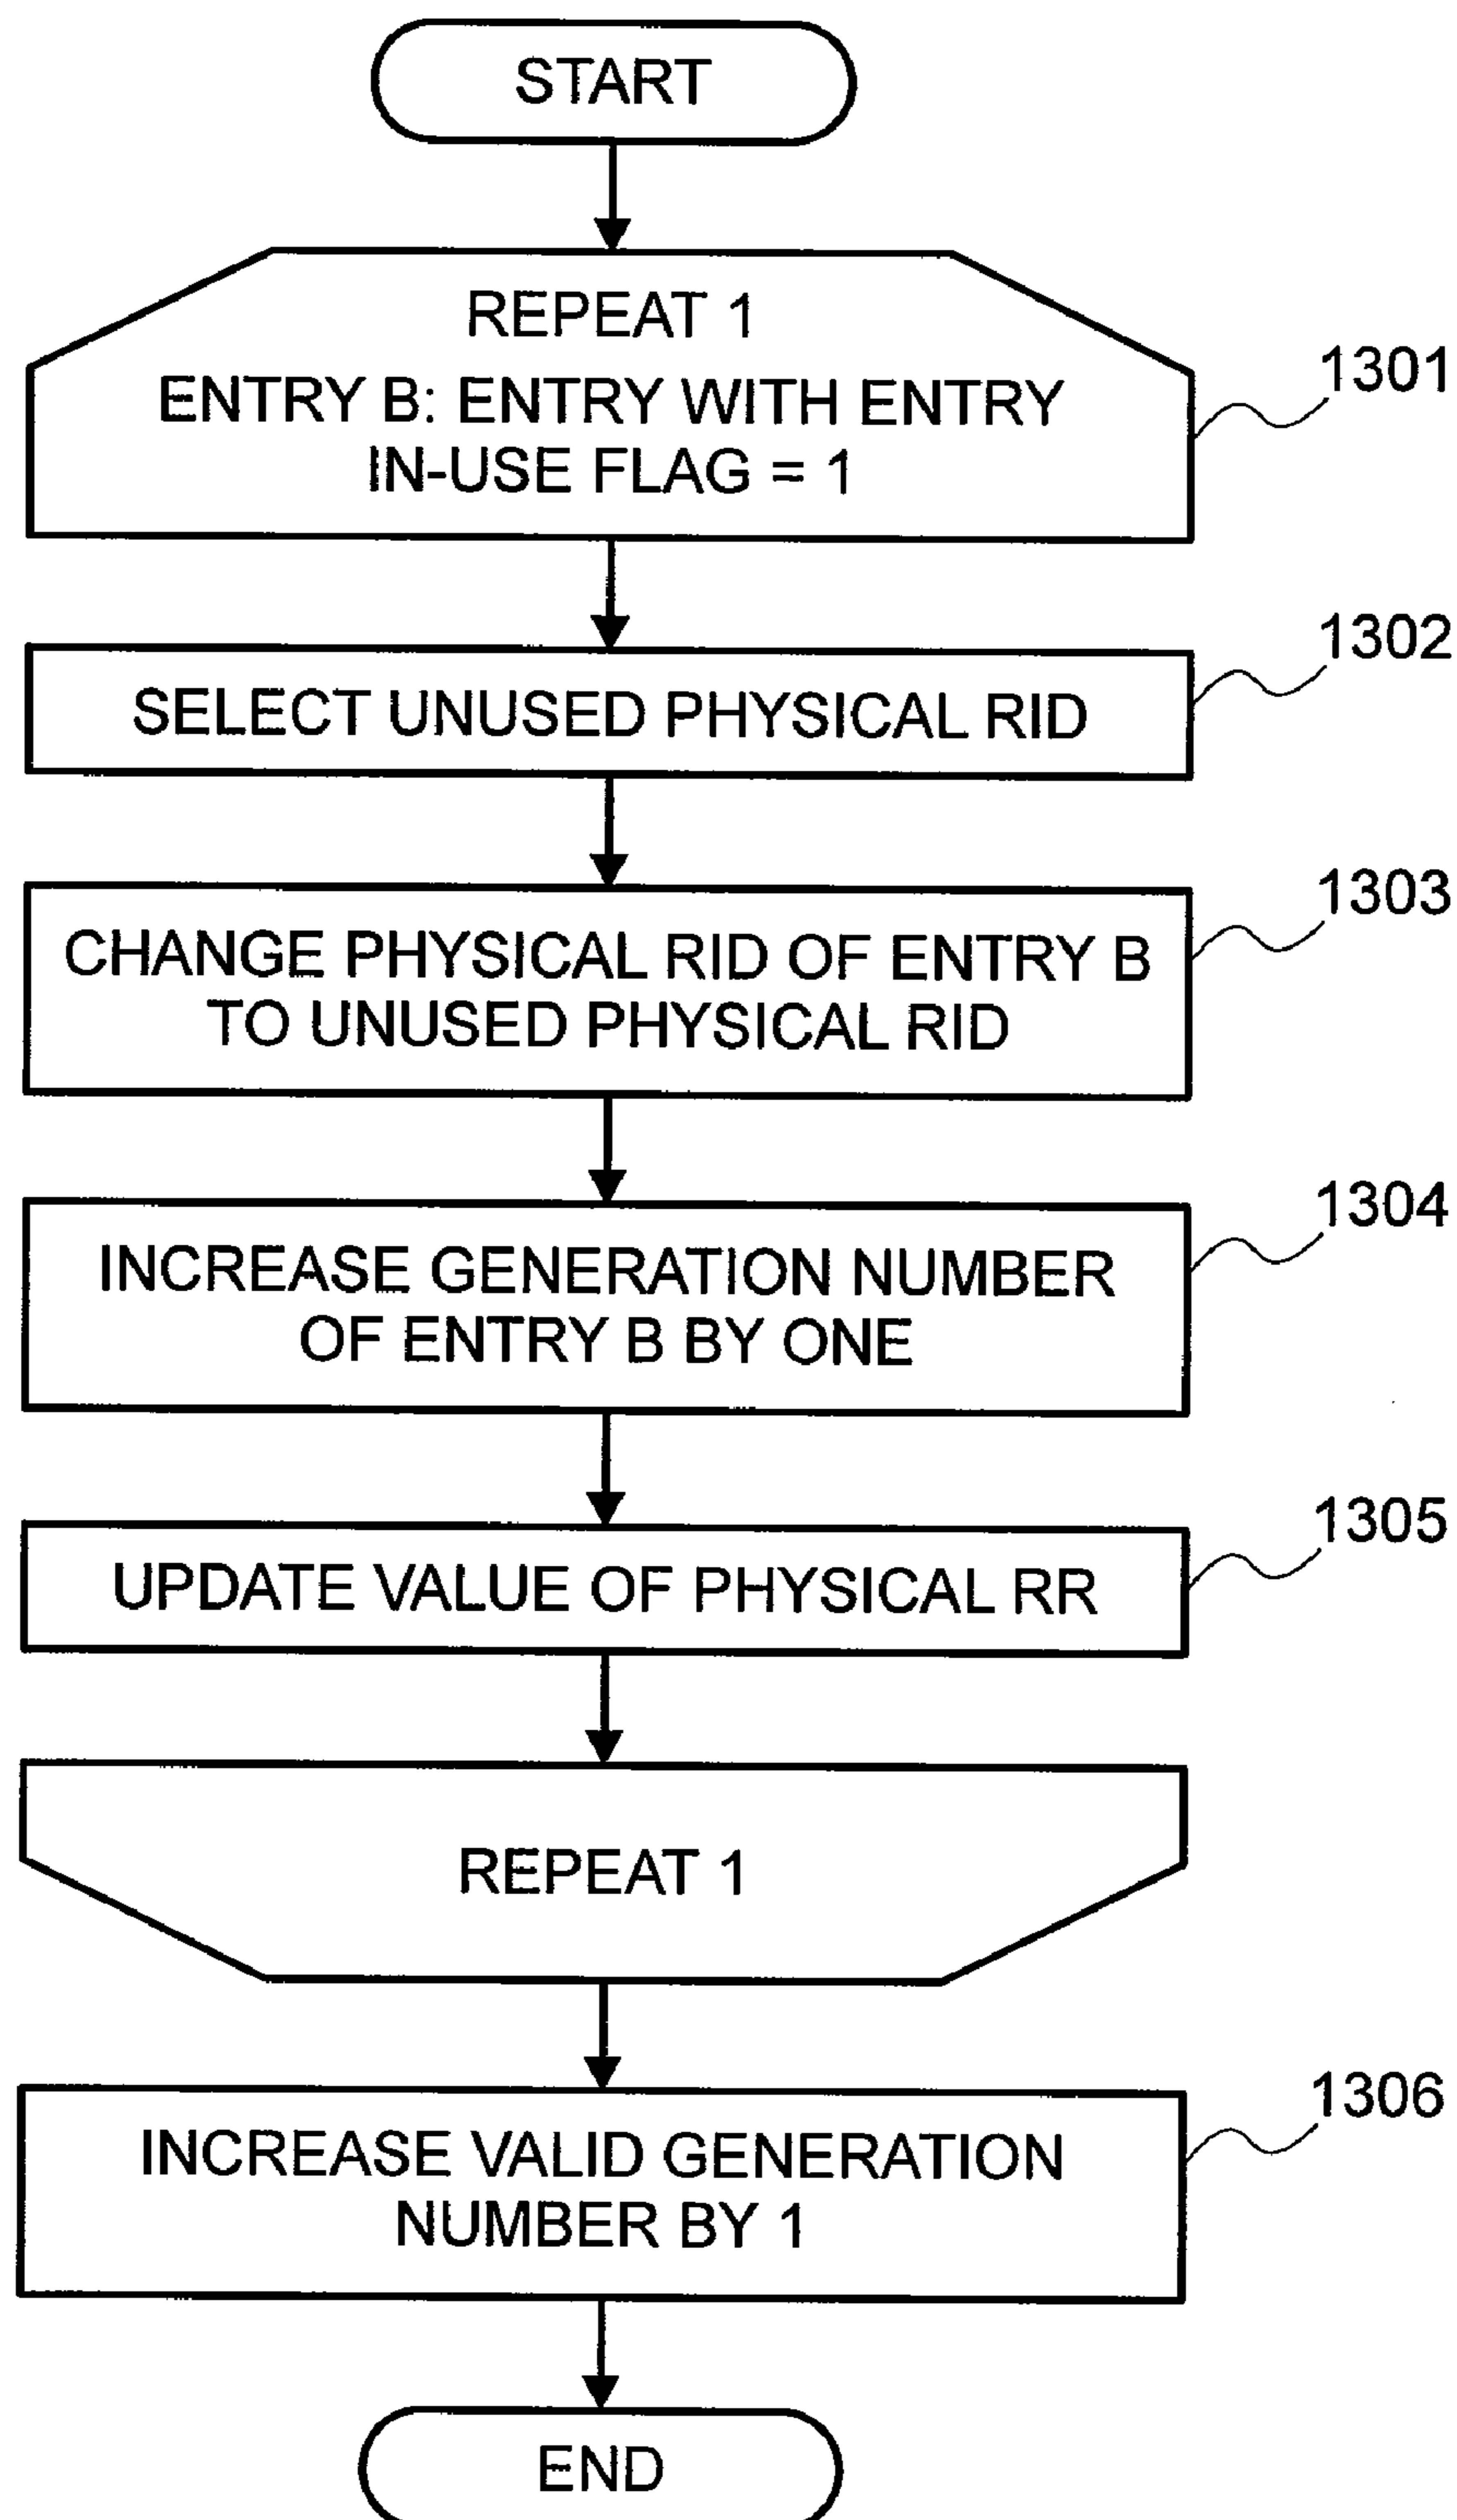 START
REPEAT 1
ENTRY B: ENTRY WITH ENTRY
IN-USE FLAG = 1
1301
SELECT UNUSED PHYSICAL RID
1302
CHANGE PHYSICAL RID OF ENTRY B
TO UNUSED PHYSICAL RID
1303
INCREASE GENERATION NUMBER
OF ENTRY B BY ONE
1304
UPDATE VALUE OF PHYSICAL RR
1305
REPEAT 1
INCREASE VALID GENERATION
NUMBER BY 1
1306
END